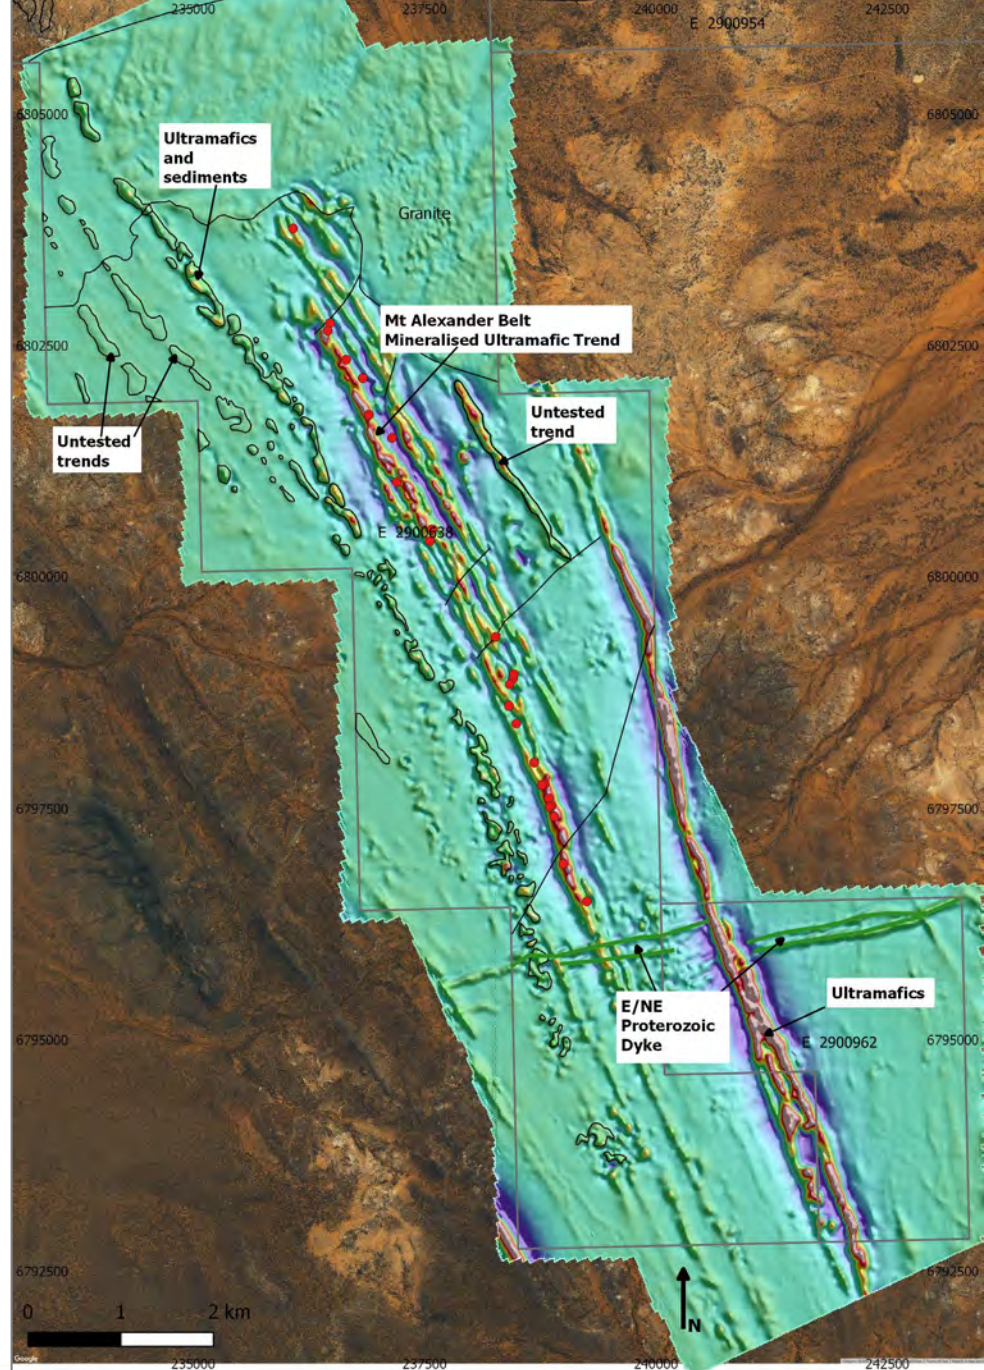 235000
237500
240000
242500
E 2900954
6805000
6805000
Ultramafics
and
sediments
Granite
Mt Alexander Belt
Mineralised Ultramafic Trend
6802500
6802500
Untested
trend
Untested
trends
E 2900638
6800000
6800000
6797500
6797500
E/NE
Proterozoic
Dyke
Ultramafics
6795000
E 2900962
6795000
6792500
6792500
0 1 2 km
N
Google
235000
237500
240000
242500